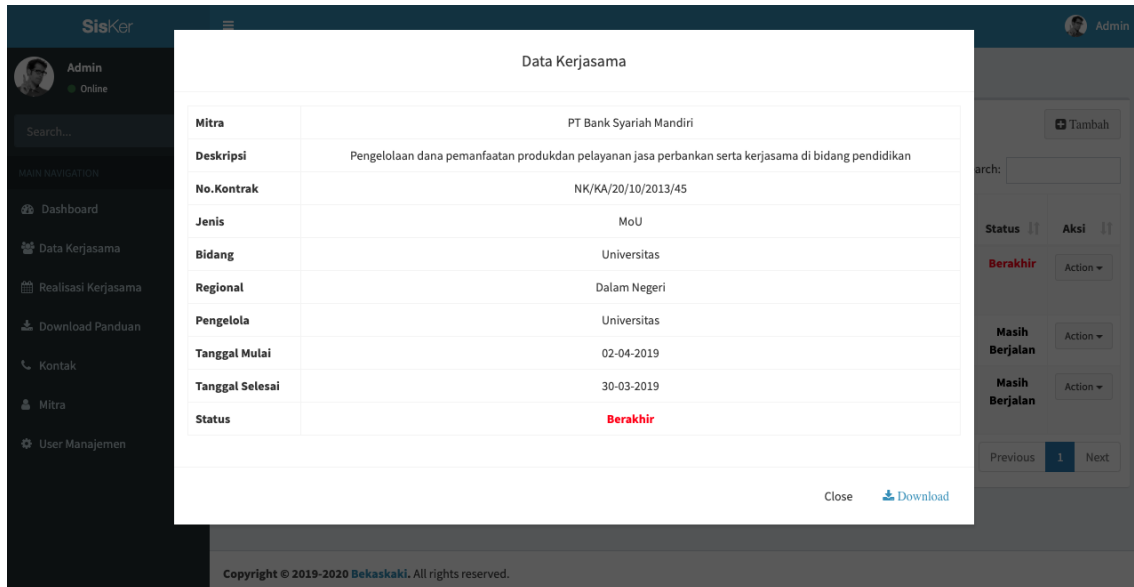 SisKer
Admin
Admin
Online
Search...
MAIN NAVIGATION
Dashboard
Data Kerjasama
Realisasi Kerjasama
Download Panduan
Kontak
Mitra
User Manajemen
Data Kerjasama
Mitra PT Bank Syariah Mandiri
Deskripsi Pengelolaan dana pemanfaatan produkdan pelayanan jasa perbankan serta kerjasama di bidang pendidikan
No.Kontrak NK/KA/20/10/2013/45
Jenis MoU
Bidang Universitas
Regional Dalam Negeri
Pengelola Universitas
Tanggal Mulai 02-04-2019
Tanggal Selesai 30-03-2019
Status Berakhir
Close Download
Tambah
arch:
Status Aksi
Berakhir Action
Masih
Berjalan Action
Masih
Berjalan Action
Previous 1 Next
Copyright © 2019-2020 Bekaskaki. All rights reserved.